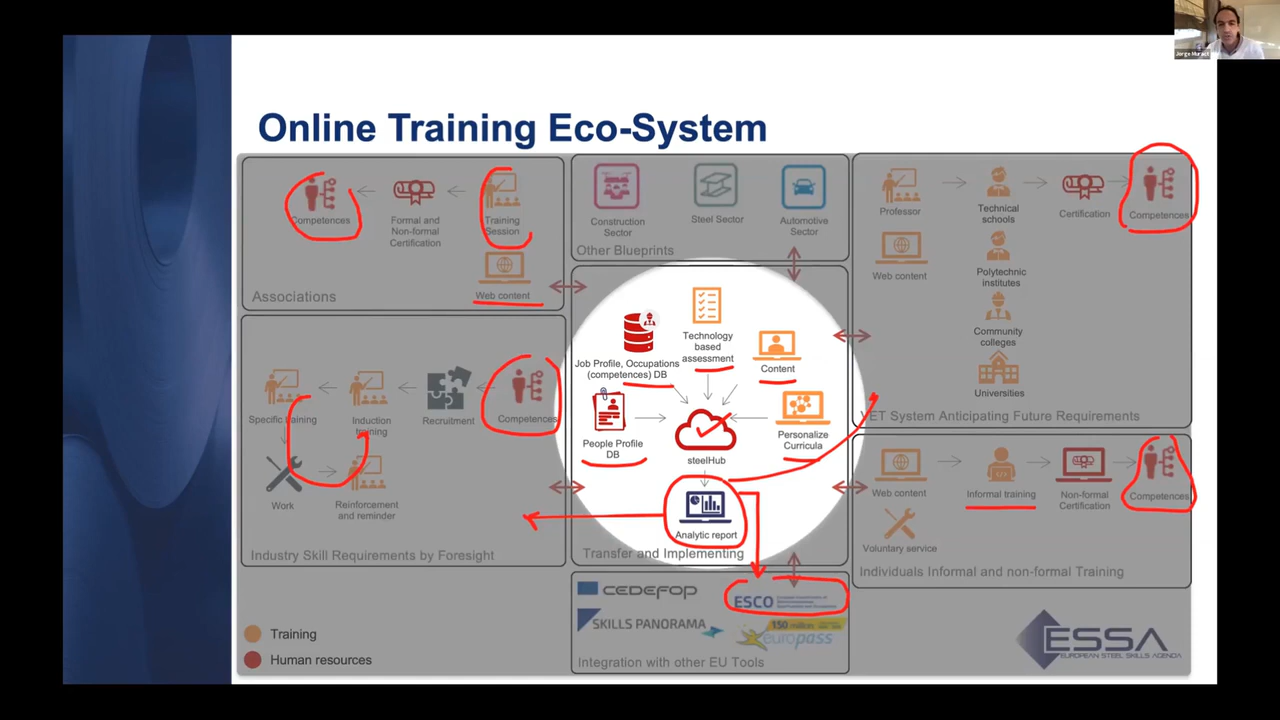 Jorge Muract
Online Training Eco-System
Competences
Formal and
Non-formal
Certification
Training
Session
Web content
Associations
Construction
Sector
Steel Sector
Automotive
Sector
Other Blueprints
Professor
Technical
schools
Certification
Competences
Web content
Polytechnic
institutes
Community
colleges
Universities
VET System Anticipating Future Requirements
Specific training
Induction
training
Recruitment
Competences
Work
Reinforcement
and reminder
Industry Skill Requirements by Foresight
Job Profile, Occupations
(competences) DB
Technology
based
assessment
Content
People Profile
DB
steelHub
Personalize
Curricula
Analytic report
Transfer and Implementing
Web content
Informal training
Non-formal
Certification
Competences
Voluntary service
Individuals Informal and non-formal Training
CEDEFOP
ESCO
SKILLS PANORAMA
150 million
europass
Integration with other EU Tools
Training
Human resources
ESSA
EUROPEAN STEEL SKILLS AGENDA